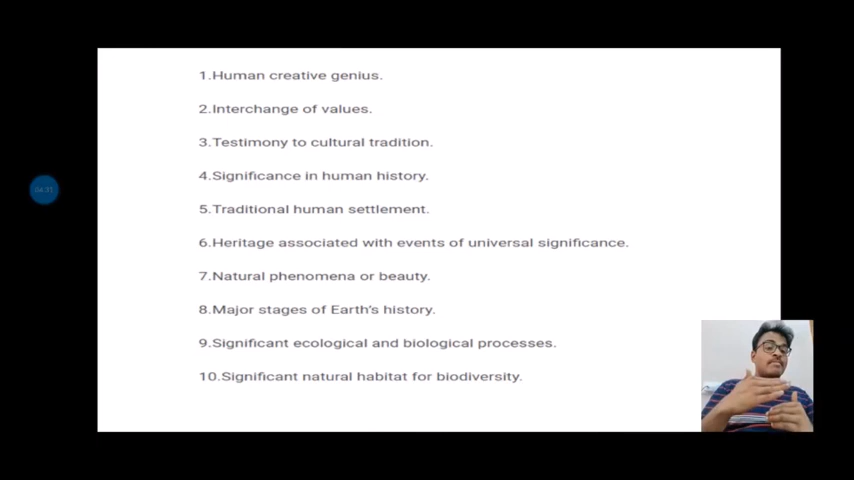 1.Human creative genius.
2.Interchange of values.
3.Testimony to cultural tradition.
4.Significance in human history.
5.Traditional human settlement.
6.Heritage associated with events of universal significance.
7.Natural phenomena or beauty.
8.Major stages of Earth's history.
9.Significant ecological and biological processes.
10.Significant natural habitat for biodiversity.